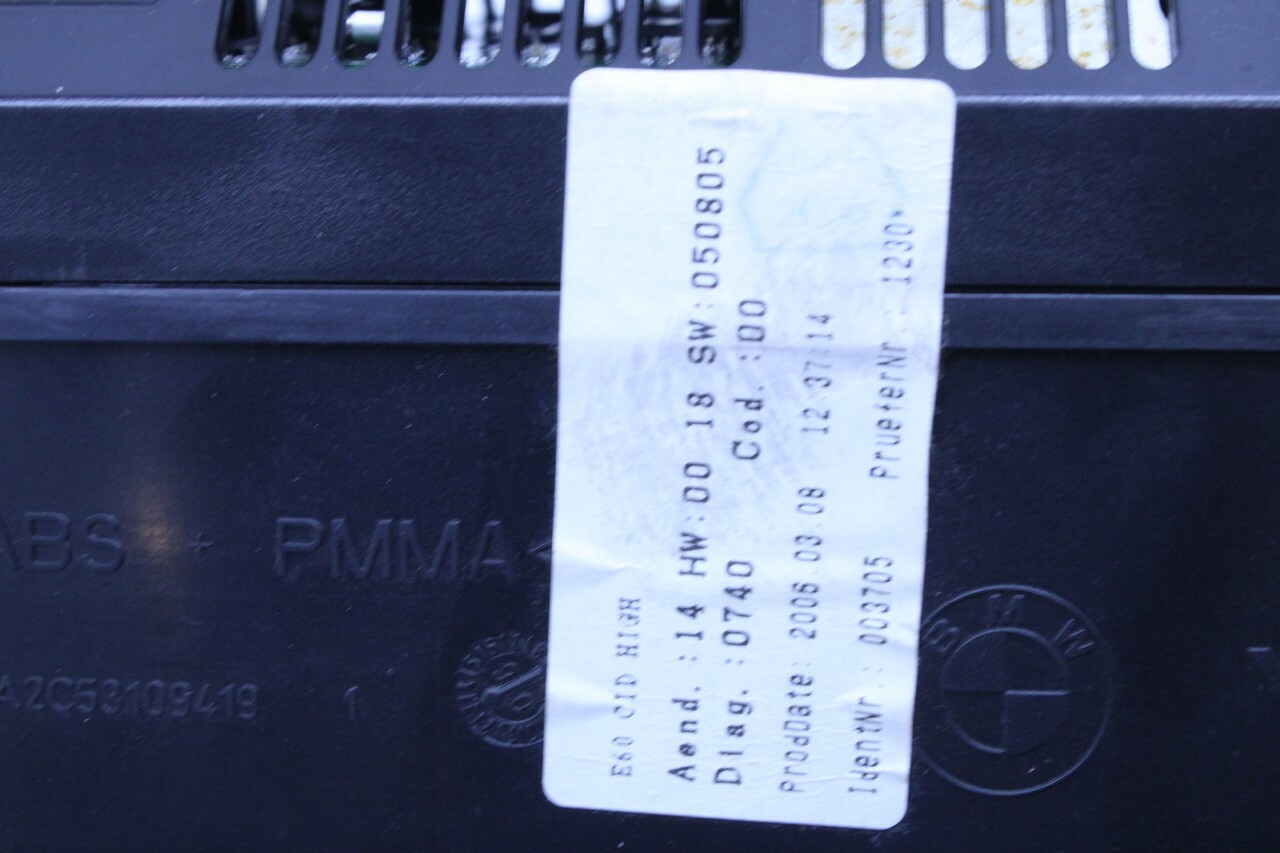 E60 CID HIGH
Aend.:14 HW:00 18 SW:050805
Diag.:0740 Cod.:00
ProdDate: 2006.03.08 12:37:14
IdentNr.: 003705 PrueferNr.: 1230*
ABS + PMMA <
A2C53109419 1
BMW